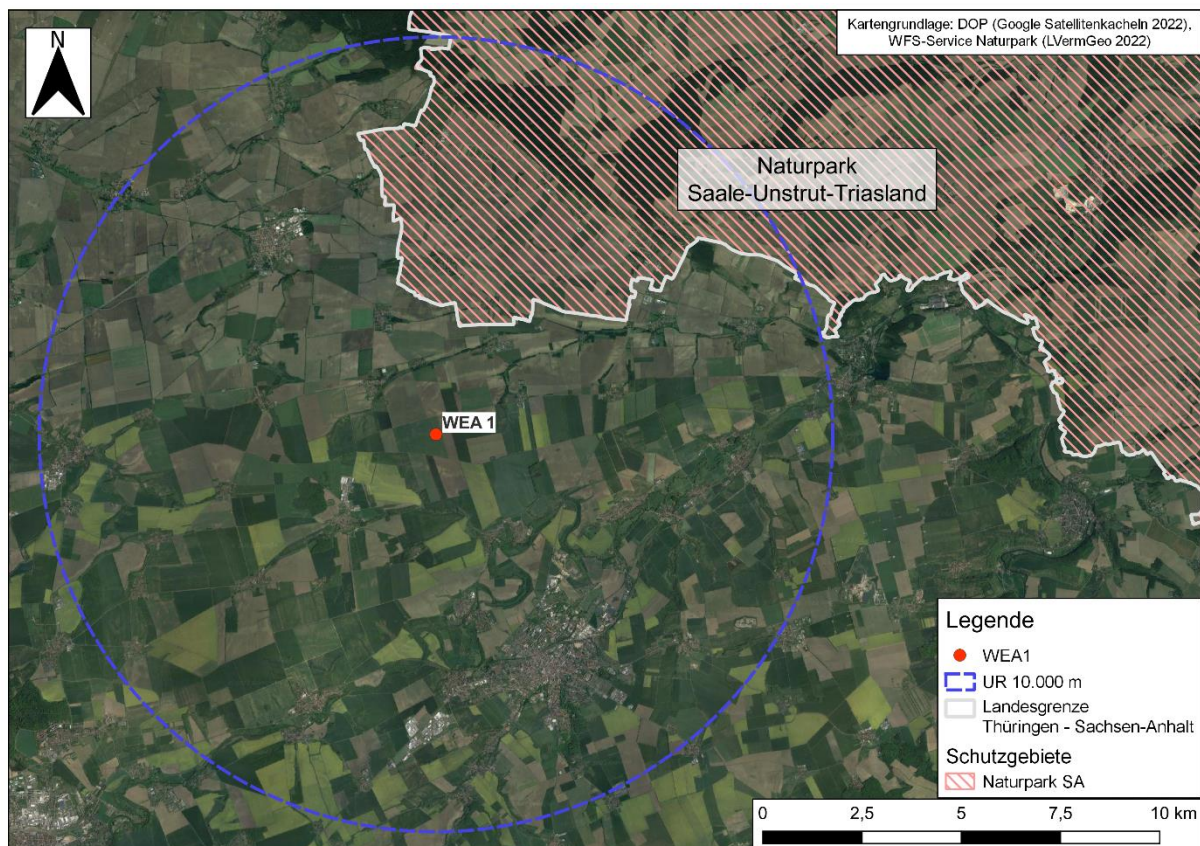 Kartengrundlage: DOP (Google Satellitenkacheln 2022),
WFS-Service Naturpark (LVermGeo 2022)
N
Naturpark
Saale-Unstrut-Triasland
WEA 1
Legende
WEA1
UR 10.000 m
Landesgrenze
Thüringen - Sachsen-Anhalt
Schutzgebiete
Naturpark SA
0 2,5 5 7,5 10 km